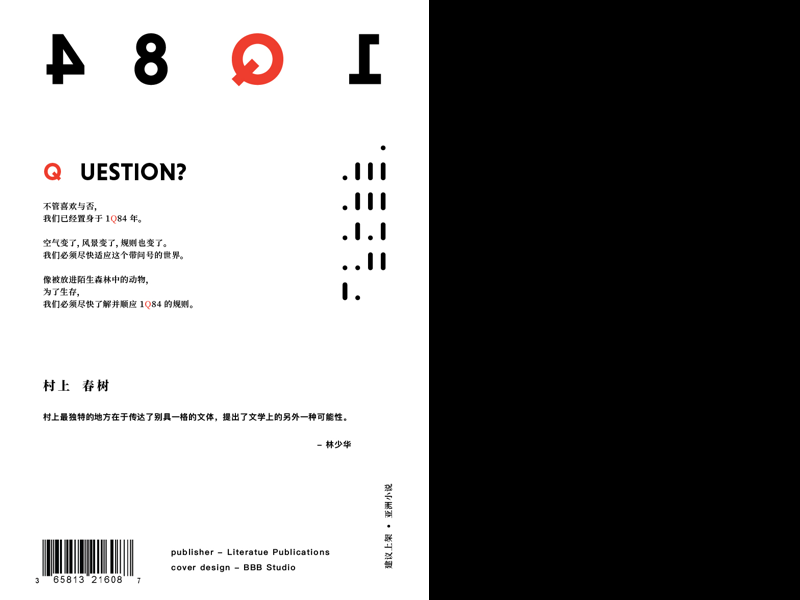 48Q1
QUESTION?
不管喜欢与否,
我们已经置身于 1Q84 年。
空气变了, 风景变了, 规则也变了。
我们必须尽快适应这个带问号的世界。
像被放进陌生森林中的动物,
为了生存,
我们必须尽快了解并顺应 1Q84 的规则。
村上 春树
村上最独特的地方在于传达了别具一格的文体，提出了文学上的另外一种可能性。
– 林少华
建议上架 • 亚洲小说
publisher – Literatue Publications
cover design – BBB Studio
3 65813 21608 7